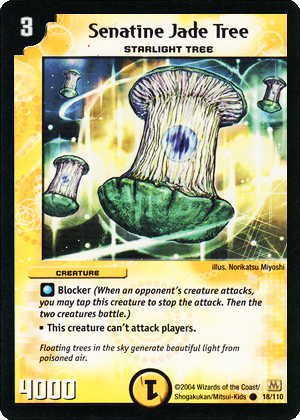 3
Senatine Jade Tree
STARLIGHT TREE
illus. Norikatsu Miyoshi
CREATURE
Blocker (When an opponent's creature attacks,
you may tap this creature to stop the attack. Then the
two creatures battle.)
▪ This creature can't attack players.
Floating trees in the sky generate beautiful light from
poisoned air.
4000
1
©2004 Wizards of the Coast/
Shogakukan/Mitsui-Kids ● 18/110